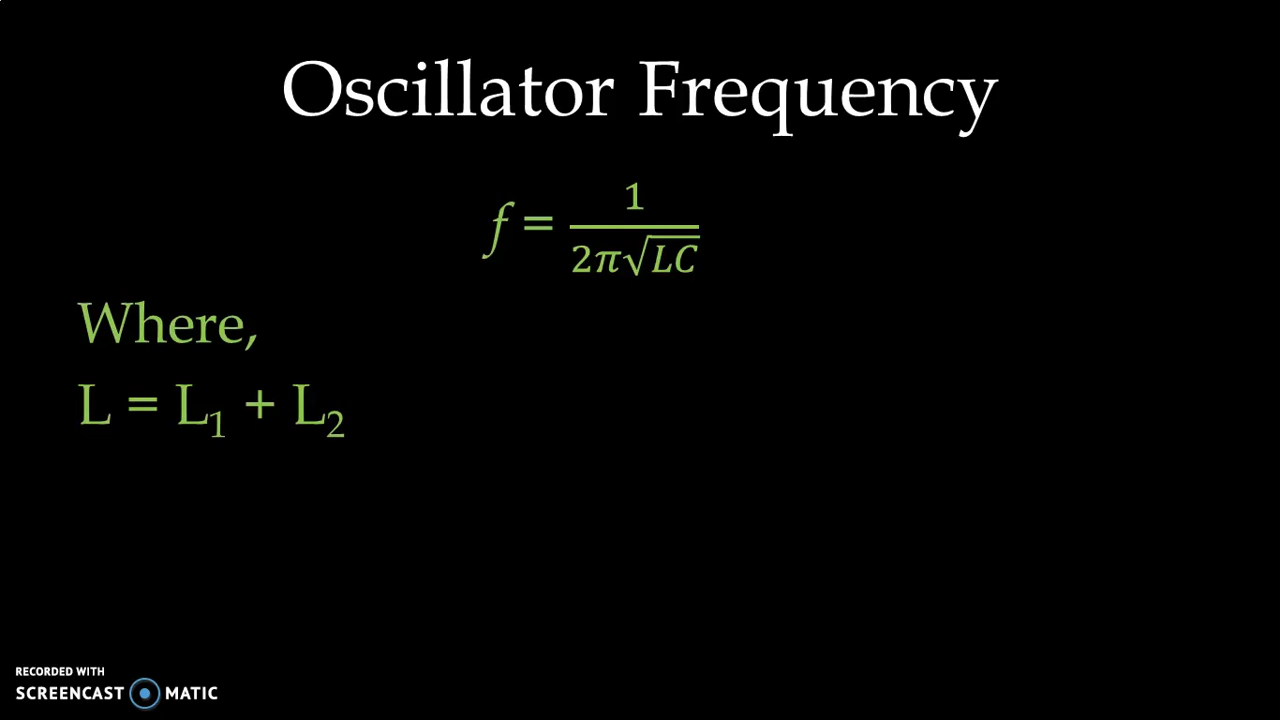 Oscillator Frequency
f = 1/2π√LC
Where,
L = L₁ + L₂
RECORDED WITH
SCREENCAST MATIC